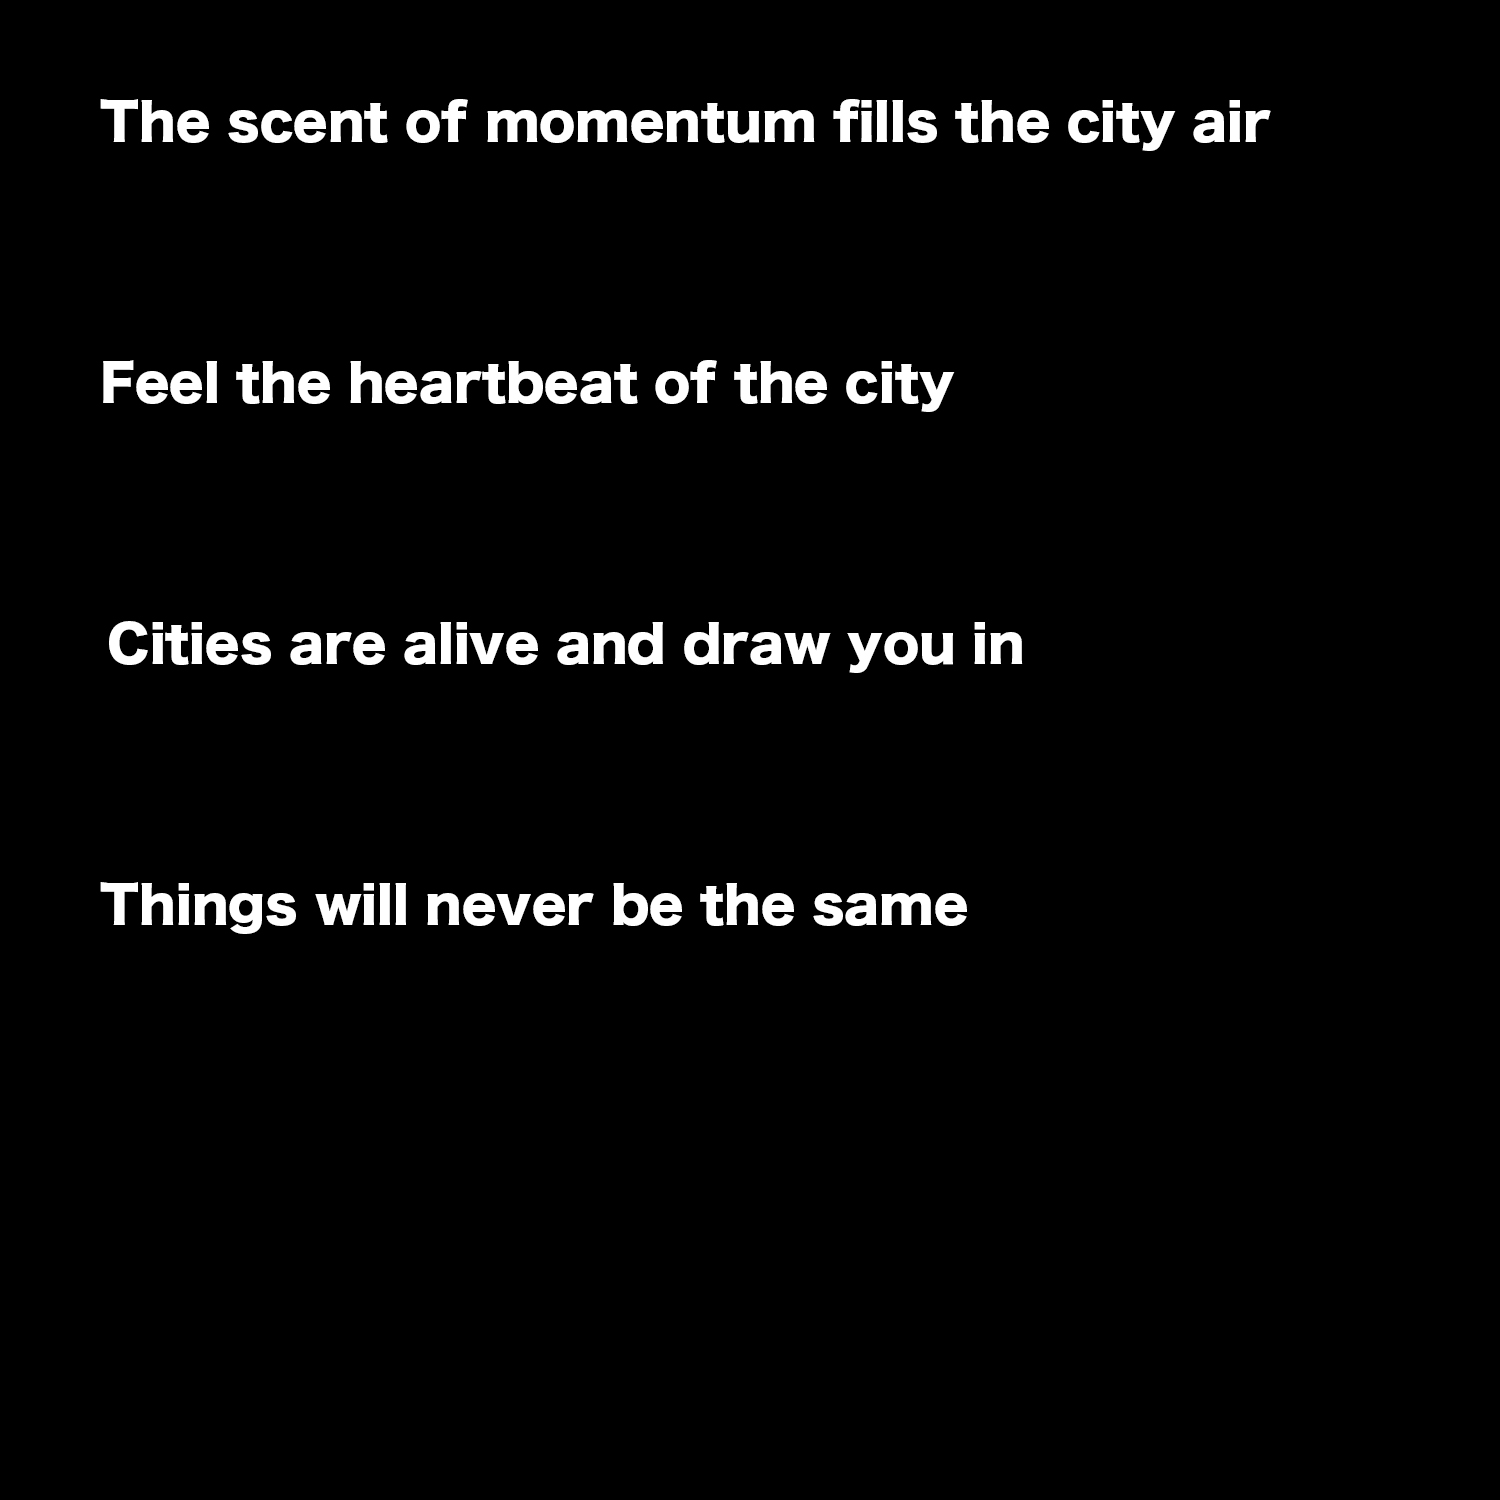 The scent of momentum fills the city air
Feel the heartbeat of the city
Cities are alive and draw you in
Things will never be the same